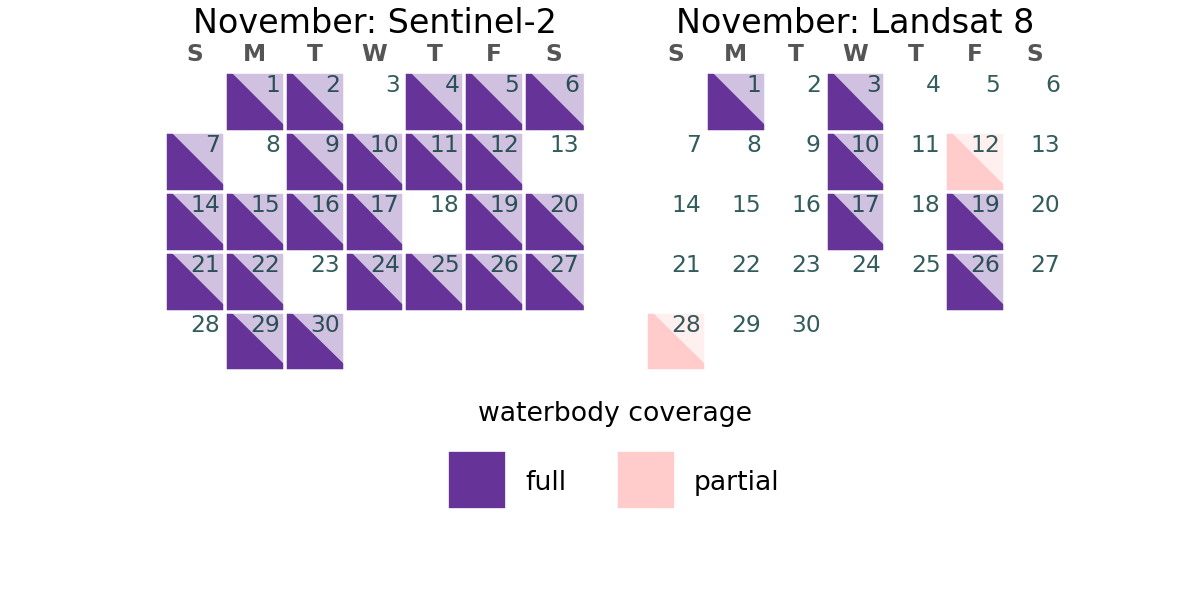 November: Sentinel-2
S M T W T F S
1 2 3 4 5 6
7 8 9 10 11 12 13
14 15 16 17 18 19 20
21 22 23 24 25 26 27
28 29 30
November: Landsat 8
S M T W T F S
1 2 3 4 5 6
7 8 9 10 11 12 13
14 15 16 17 18 19 20
21 22 23 24 25 26 27
28 29 30
waterbody coverage
full partial